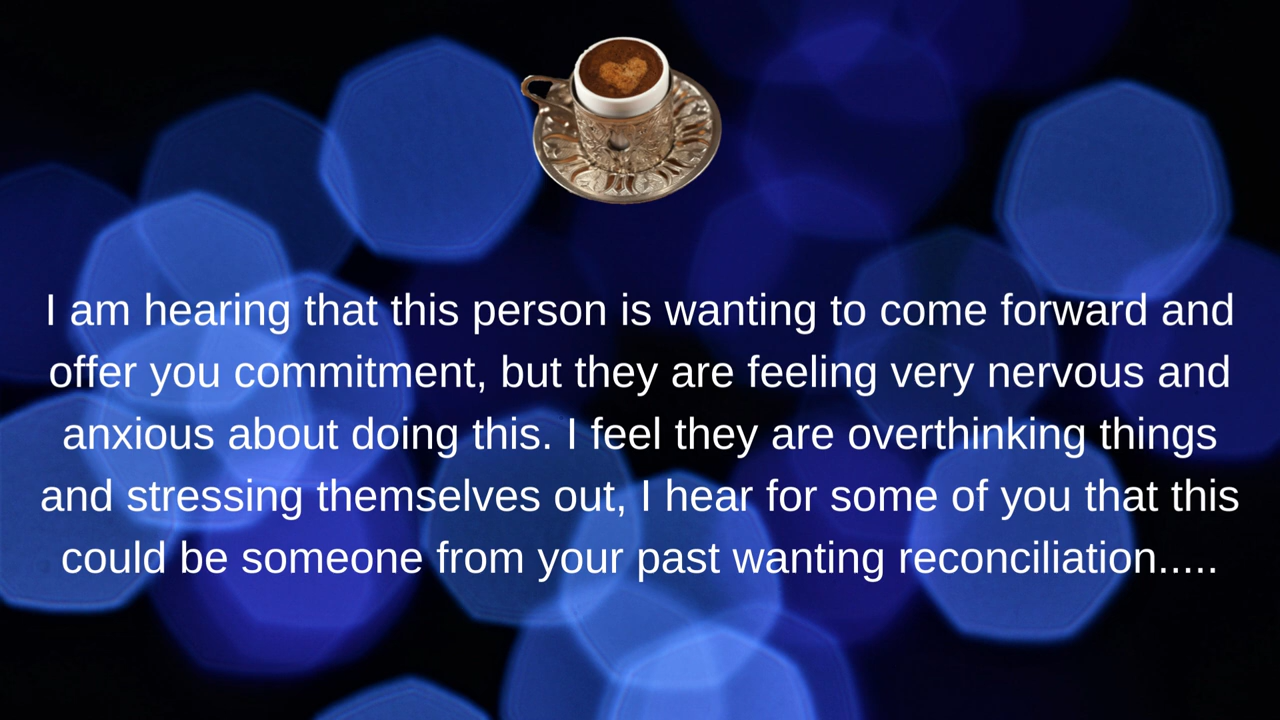 I am hearing that this person is wanting to come forward and
offer you commitment, but they are feeling very nervous and
anxious about doing this. I feel they are overthinking things
and stressing themselves out, I hear for some of you that this
could be someone from your past wanting reconciliation.....